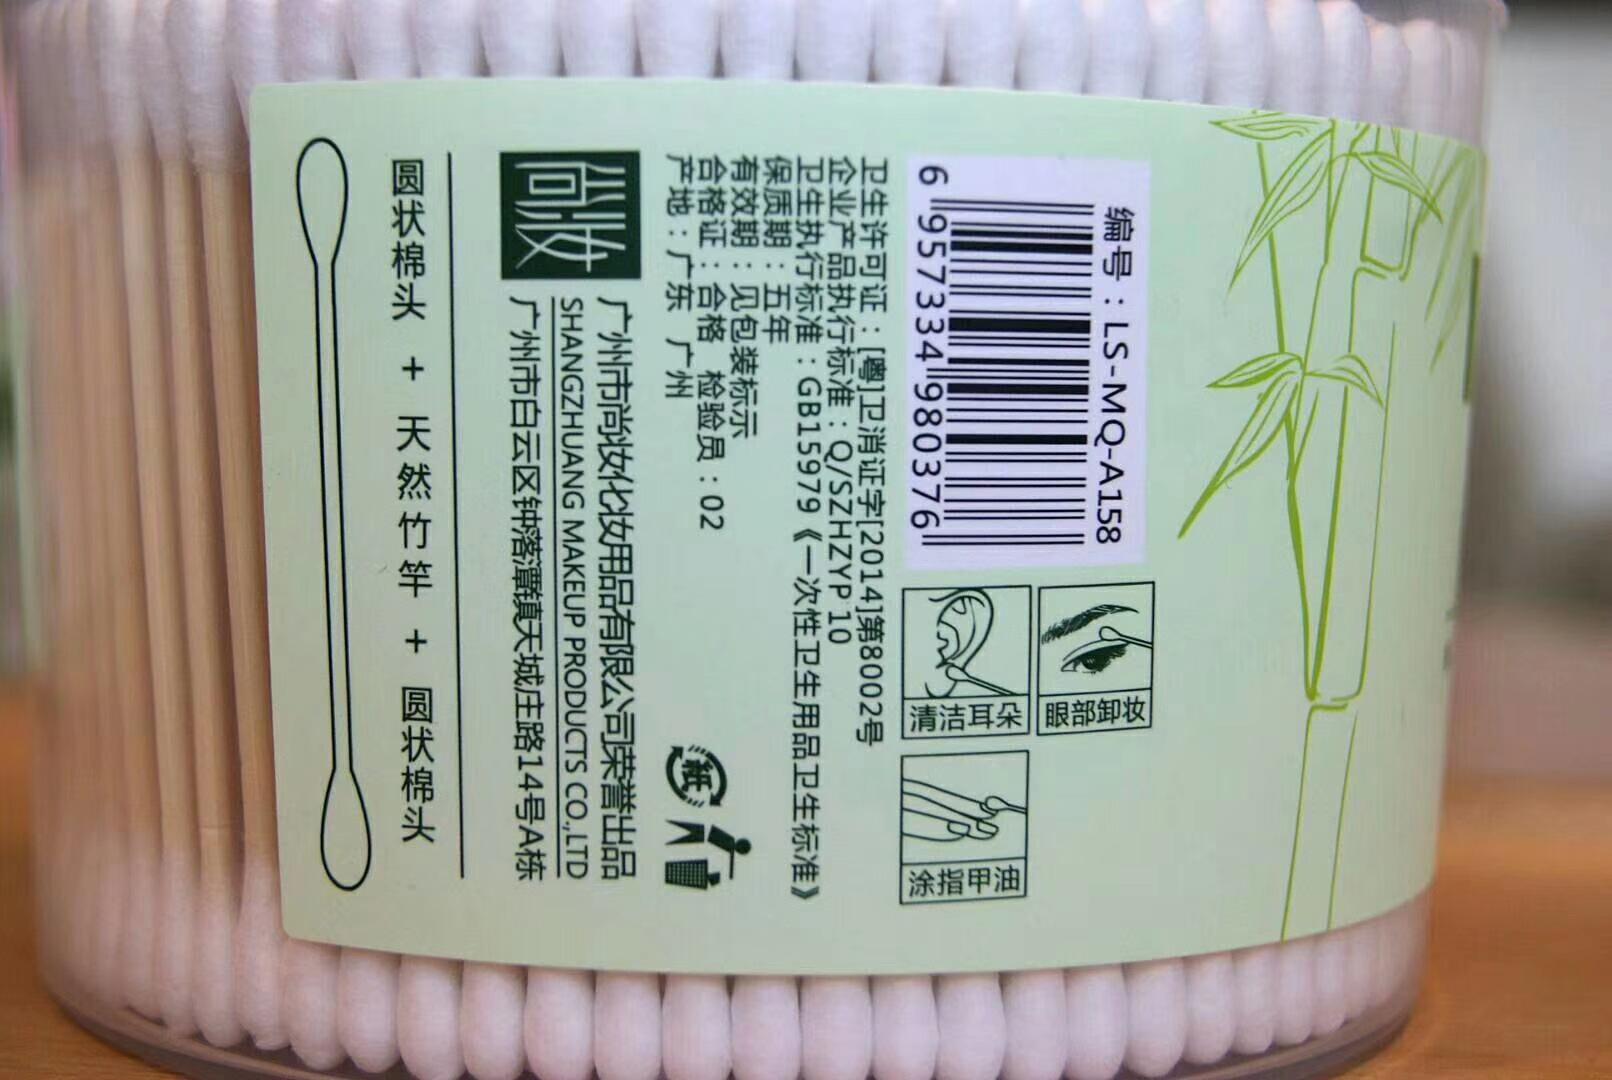 编号：LS-MQ-A158
6 957334 980376
眼部卸妆
清洁耳朵
涂指甲油
卫生许可证：[粤]卫消证字[2014]第8002号
企业产品执行标准：Q/SZHZYP 10
卫生执行标准：GB15979《一次性卫生用品卫生标准》
保质期：五年
有效期：见包装标示
合格证：合格 检验员：02
产地：广东 广州
紙
尚妆
广州市尚妆化妆用品有限公司荣誉出品
SHANGZHUANG MAKEUP PRODUCTS CO.,LTD
广州市白云区钟落潭镇天城庄路14号A栋
圆状棉头 + 天然竹竿 + 圆状棉头